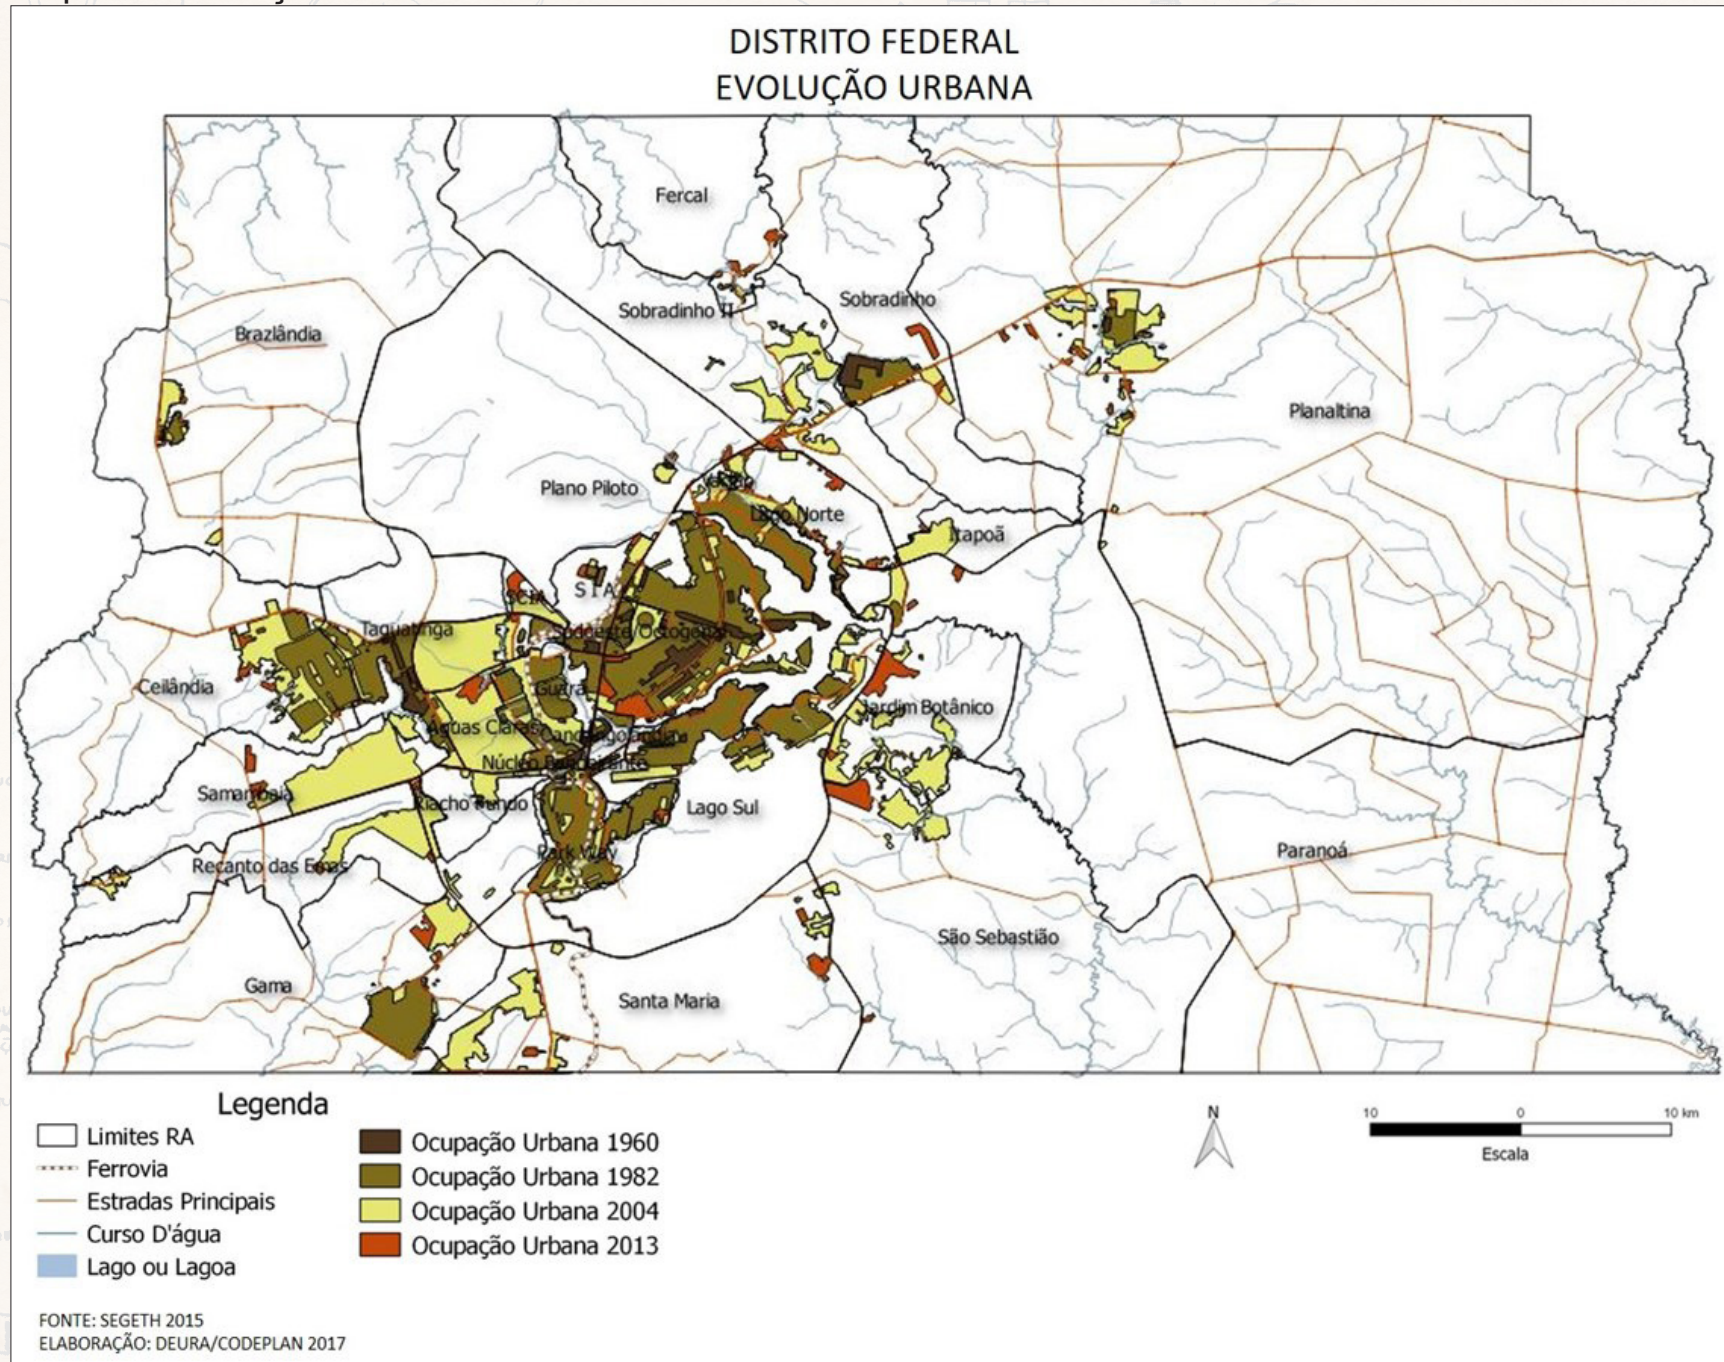 DISTRITO FEDERAL
EVOLUÇÃO URBANA
Fercal
Sobradinho II
Sobradinho
Brazlândia
Planaltina
Plano Piloto
Lago Norte
Itapoã
SCIA
S I A
Taguatinga
Sudoeste/Octogonal
Ceilândia
Guará
Jardim Botânico
Águas Claras
Candangolândia
Núcleo Bandeirante
Samambaia
Riacho Fundo
Lago Sul
Park Way
Recanto das Emas
Paranoá
São Sebastião
Gama
Santa Maria
Legenda
Limites RA
Ferrovia
Estradas Principais
Curso D'água
Lago ou Lagoa
Ocupação Urbana 1960
Ocupação Urbana 1982
Ocupação Urbana 2004
Ocupação Urbana 2013
N
10 0 10 km
Escala
FONTE: SEGETH 2015
ELABORAÇÃO: DEURA/CODEPLAN 2017